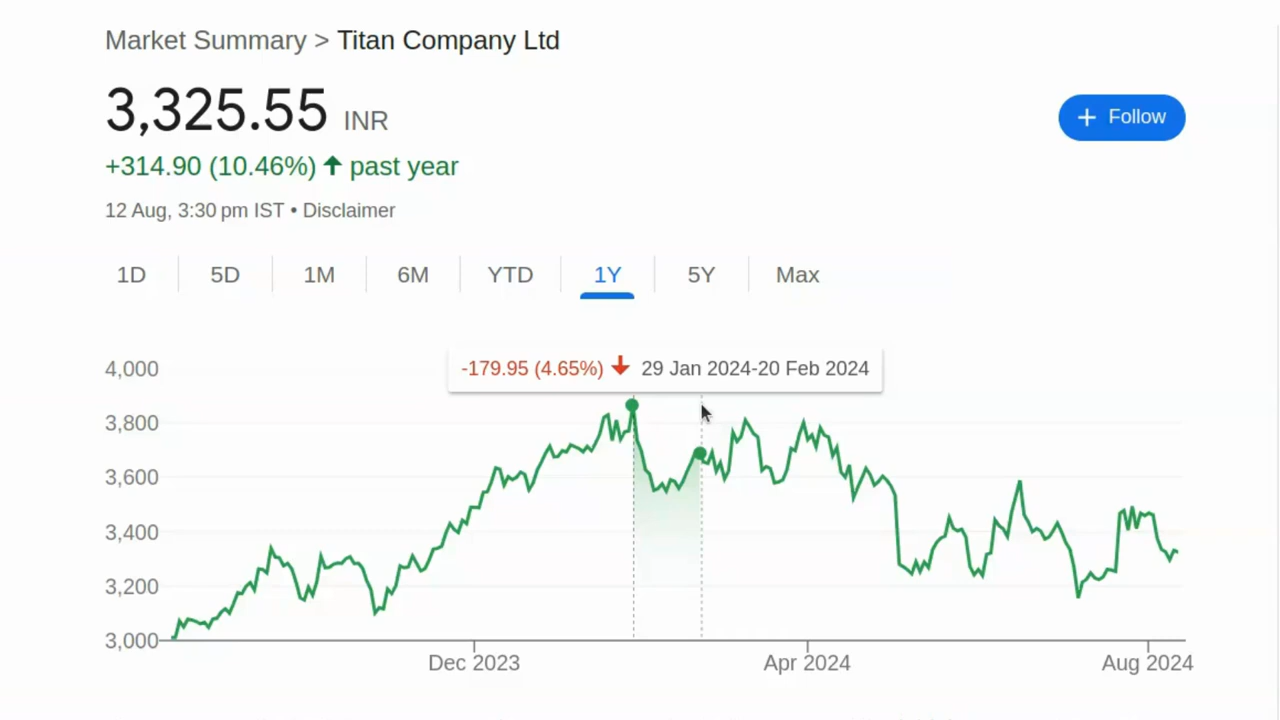 Market Summary > Titan Company Ltd
3,325.55 INR
+ Follow
+314.90 (10.46%) ↑ past year
12 Aug, 3:30 pm IST • Disclaimer
1D 5D 1M 6M YTD 1Y 5Y Max
-179.95 (4.65%) ↓ 29 Jan 2024-20 Feb 2024
4,000
3,800
3,600
3,400
3,200
3,000
Dec 2023 Apr 2024 Aug 2024